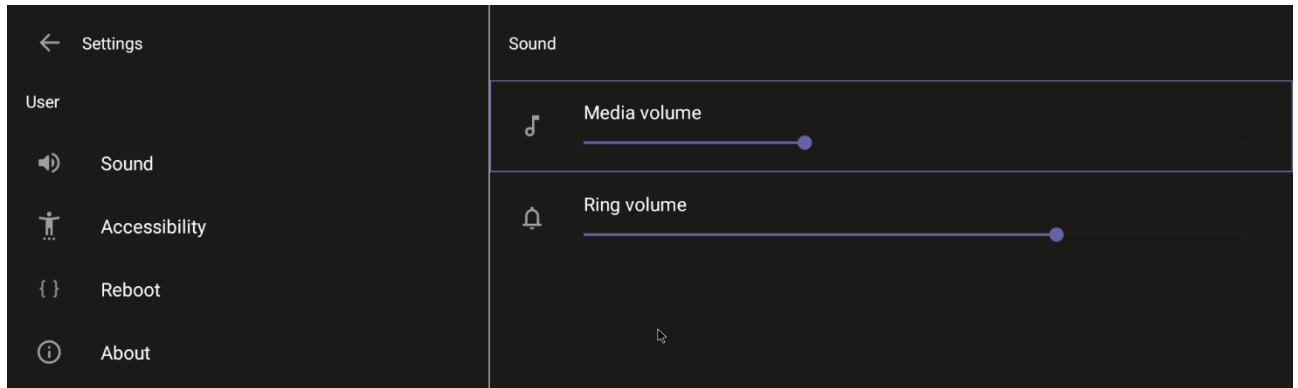 Settings
User
Sound
Accessibility
{ } Reboot
About
Sound
Media volume
Ring volume